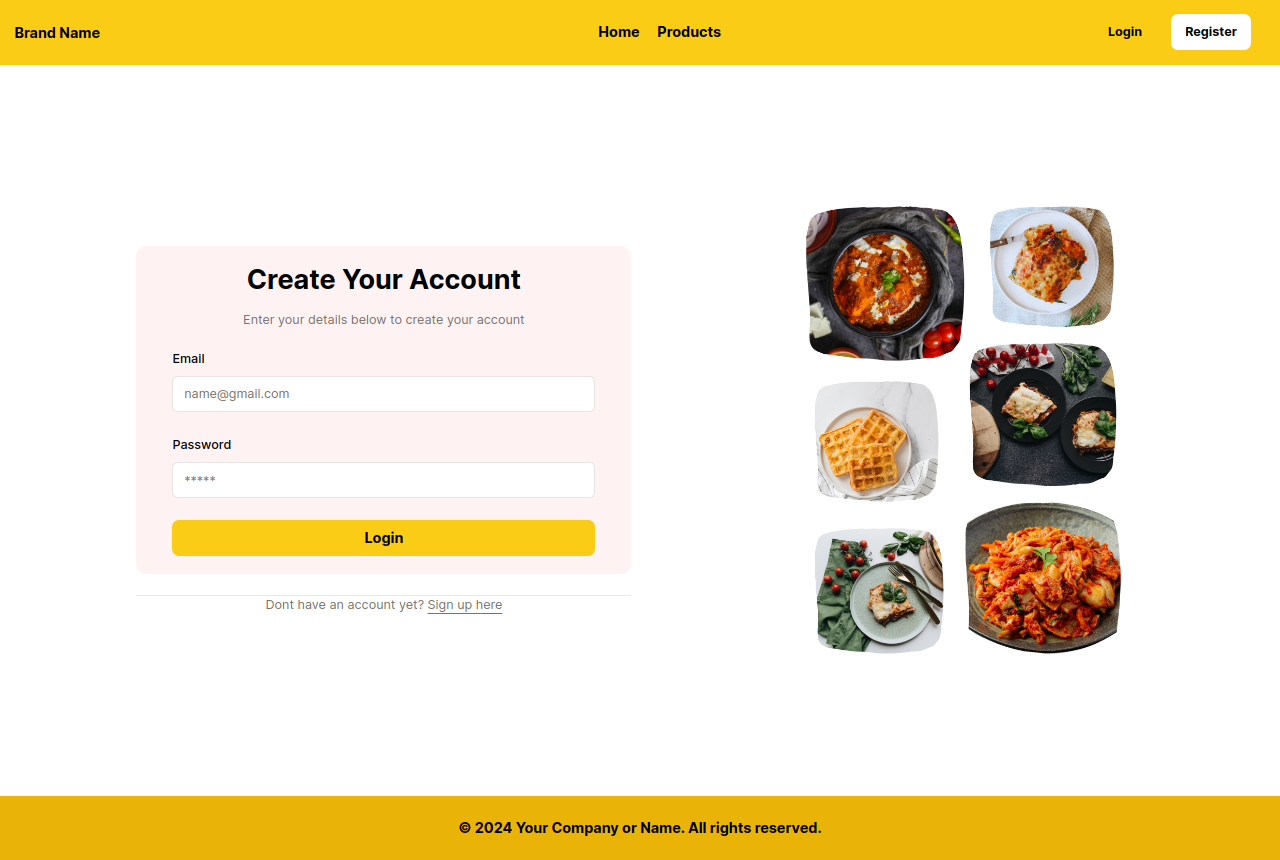 Brand Name
Home
Products
Login
Register
Create Your Account
Enter your details below to create your account
Email
name@gmail.com
Password
*****
Login
Dont have an account yet? Sign up here
© 2024 Your Company or Name. All rights reserved.